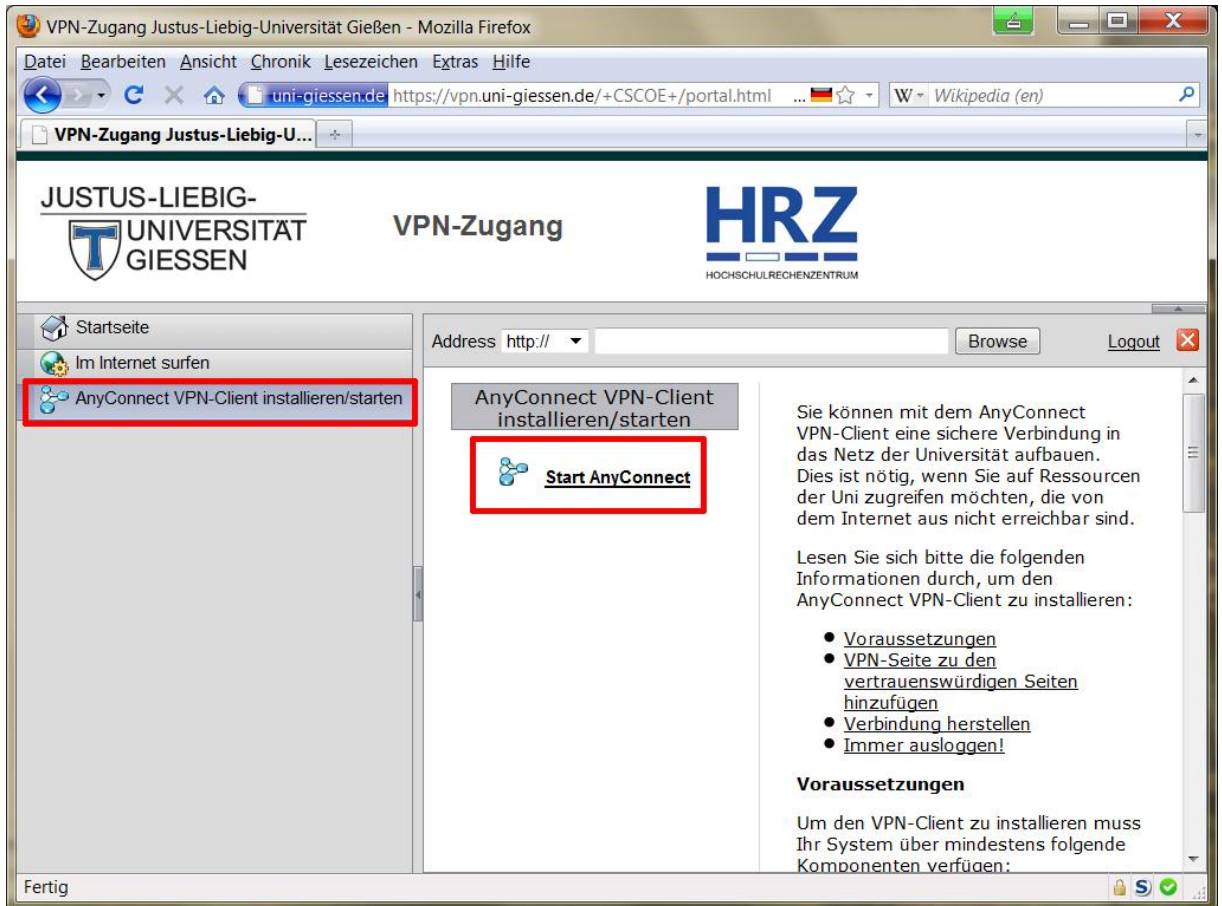 VPN-Zugang Justus-Liebig-Universität Gießen - Mozilla Firefox
Datei Bearbeiten Ansicht Chronik Lesezeichen Extras Hilfe
uni-giessen.de https://vpn.uni-giessen.de/+CSCOE+/portal.html ... W Wikipedia (en)
VPN-Zugang Justus-Liebig-U...
JUSTUS-LIEBIG-
UNIVERSITÄT
GIESSEN
VPN-Zugang
HRZ
HOCHSCHULRECHENZENTRUM
Startseite
Im Internet surfen
AnyConnect VPN-Client installieren/starten
Address http:// Browse Logout
AnyConnect VPN-Client
installieren/starten
Start AnyConnect
Sie können mit dem AnyConnect
VPN-Client eine sichere Verbindung in
das Netz der Universität aufbauen.
Dies ist nötig, wenn Sie auf Ressourcen
der Uni zugreifen möchten, die von
dem Internet aus nicht erreichbar sind.
Lesen Sie sich bitte die folgenden
Informationen durch, um den
AnyConnect VPN-Client zu installieren:
Voraussetzungen
VPN-Seite zu den
vertrauenswürdigen Seiten
hinzufügen
Verbindung herstellen
Immer ausloggen!
Voraussetzungen
Um den VPN-Client zu installieren muss
Ihr System über mindestens folgende
Komponenten verfügen:
Fertig
S